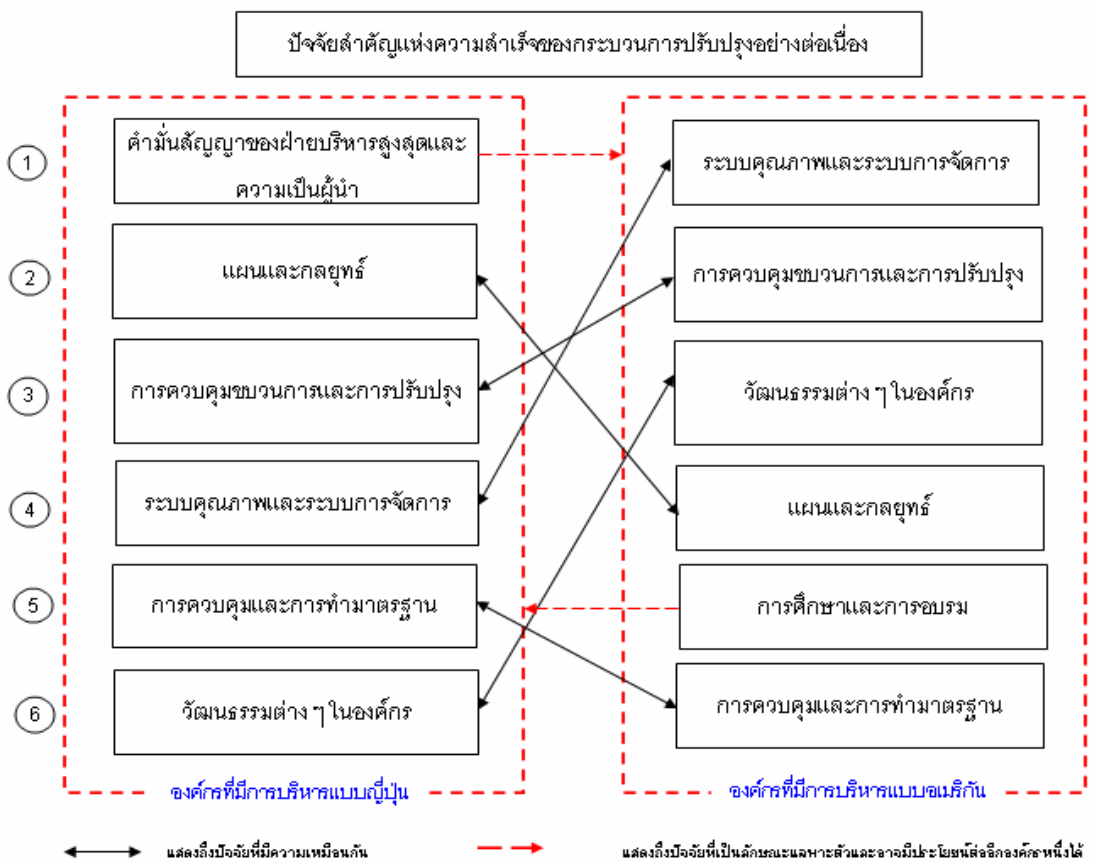 ปัจจัยสำคัญแห่งความสำเร็จของกระบวนการปรับปรุงอย่างต่อเนื่อง
1
คำมั่นสัญญาของฝ่ายบริหารสูงสุดและ
ความเป็นผู้นำ
ระบบคุณภาพและระบบการจัดการ
2
แผนและกลยุทธ์
การควบคุมขบวนการและการปรับปรุง
3
การควบคุมขบวนการและการปรับปรุง
วัฒนธรรมต่าง ๆ ในองค์กร
4
ระบบคุณภาพและระบบการจัดการ
แผนและกลยุทธ์
5
การควบคุมและการทำมาตรฐาน
การศึกษาและการอบรม
6
วัฒนธรรมต่าง ๆ ในองค์กร
การควบคุมและการทำมาตรฐาน
องค์กรที่มีการบริหารแบบญี่ปุ่น
องค์กรที่มีการบริหารแบบอเมริกัน
แสดงถึงปัจจัยที่มีความเหมือนกัน
แสดงถึงปัจจัยที่เป็นลักษณะเฉพาะตัวและอาจมีประโยชน์ต่ออีกองค์กรหนึ่งได้